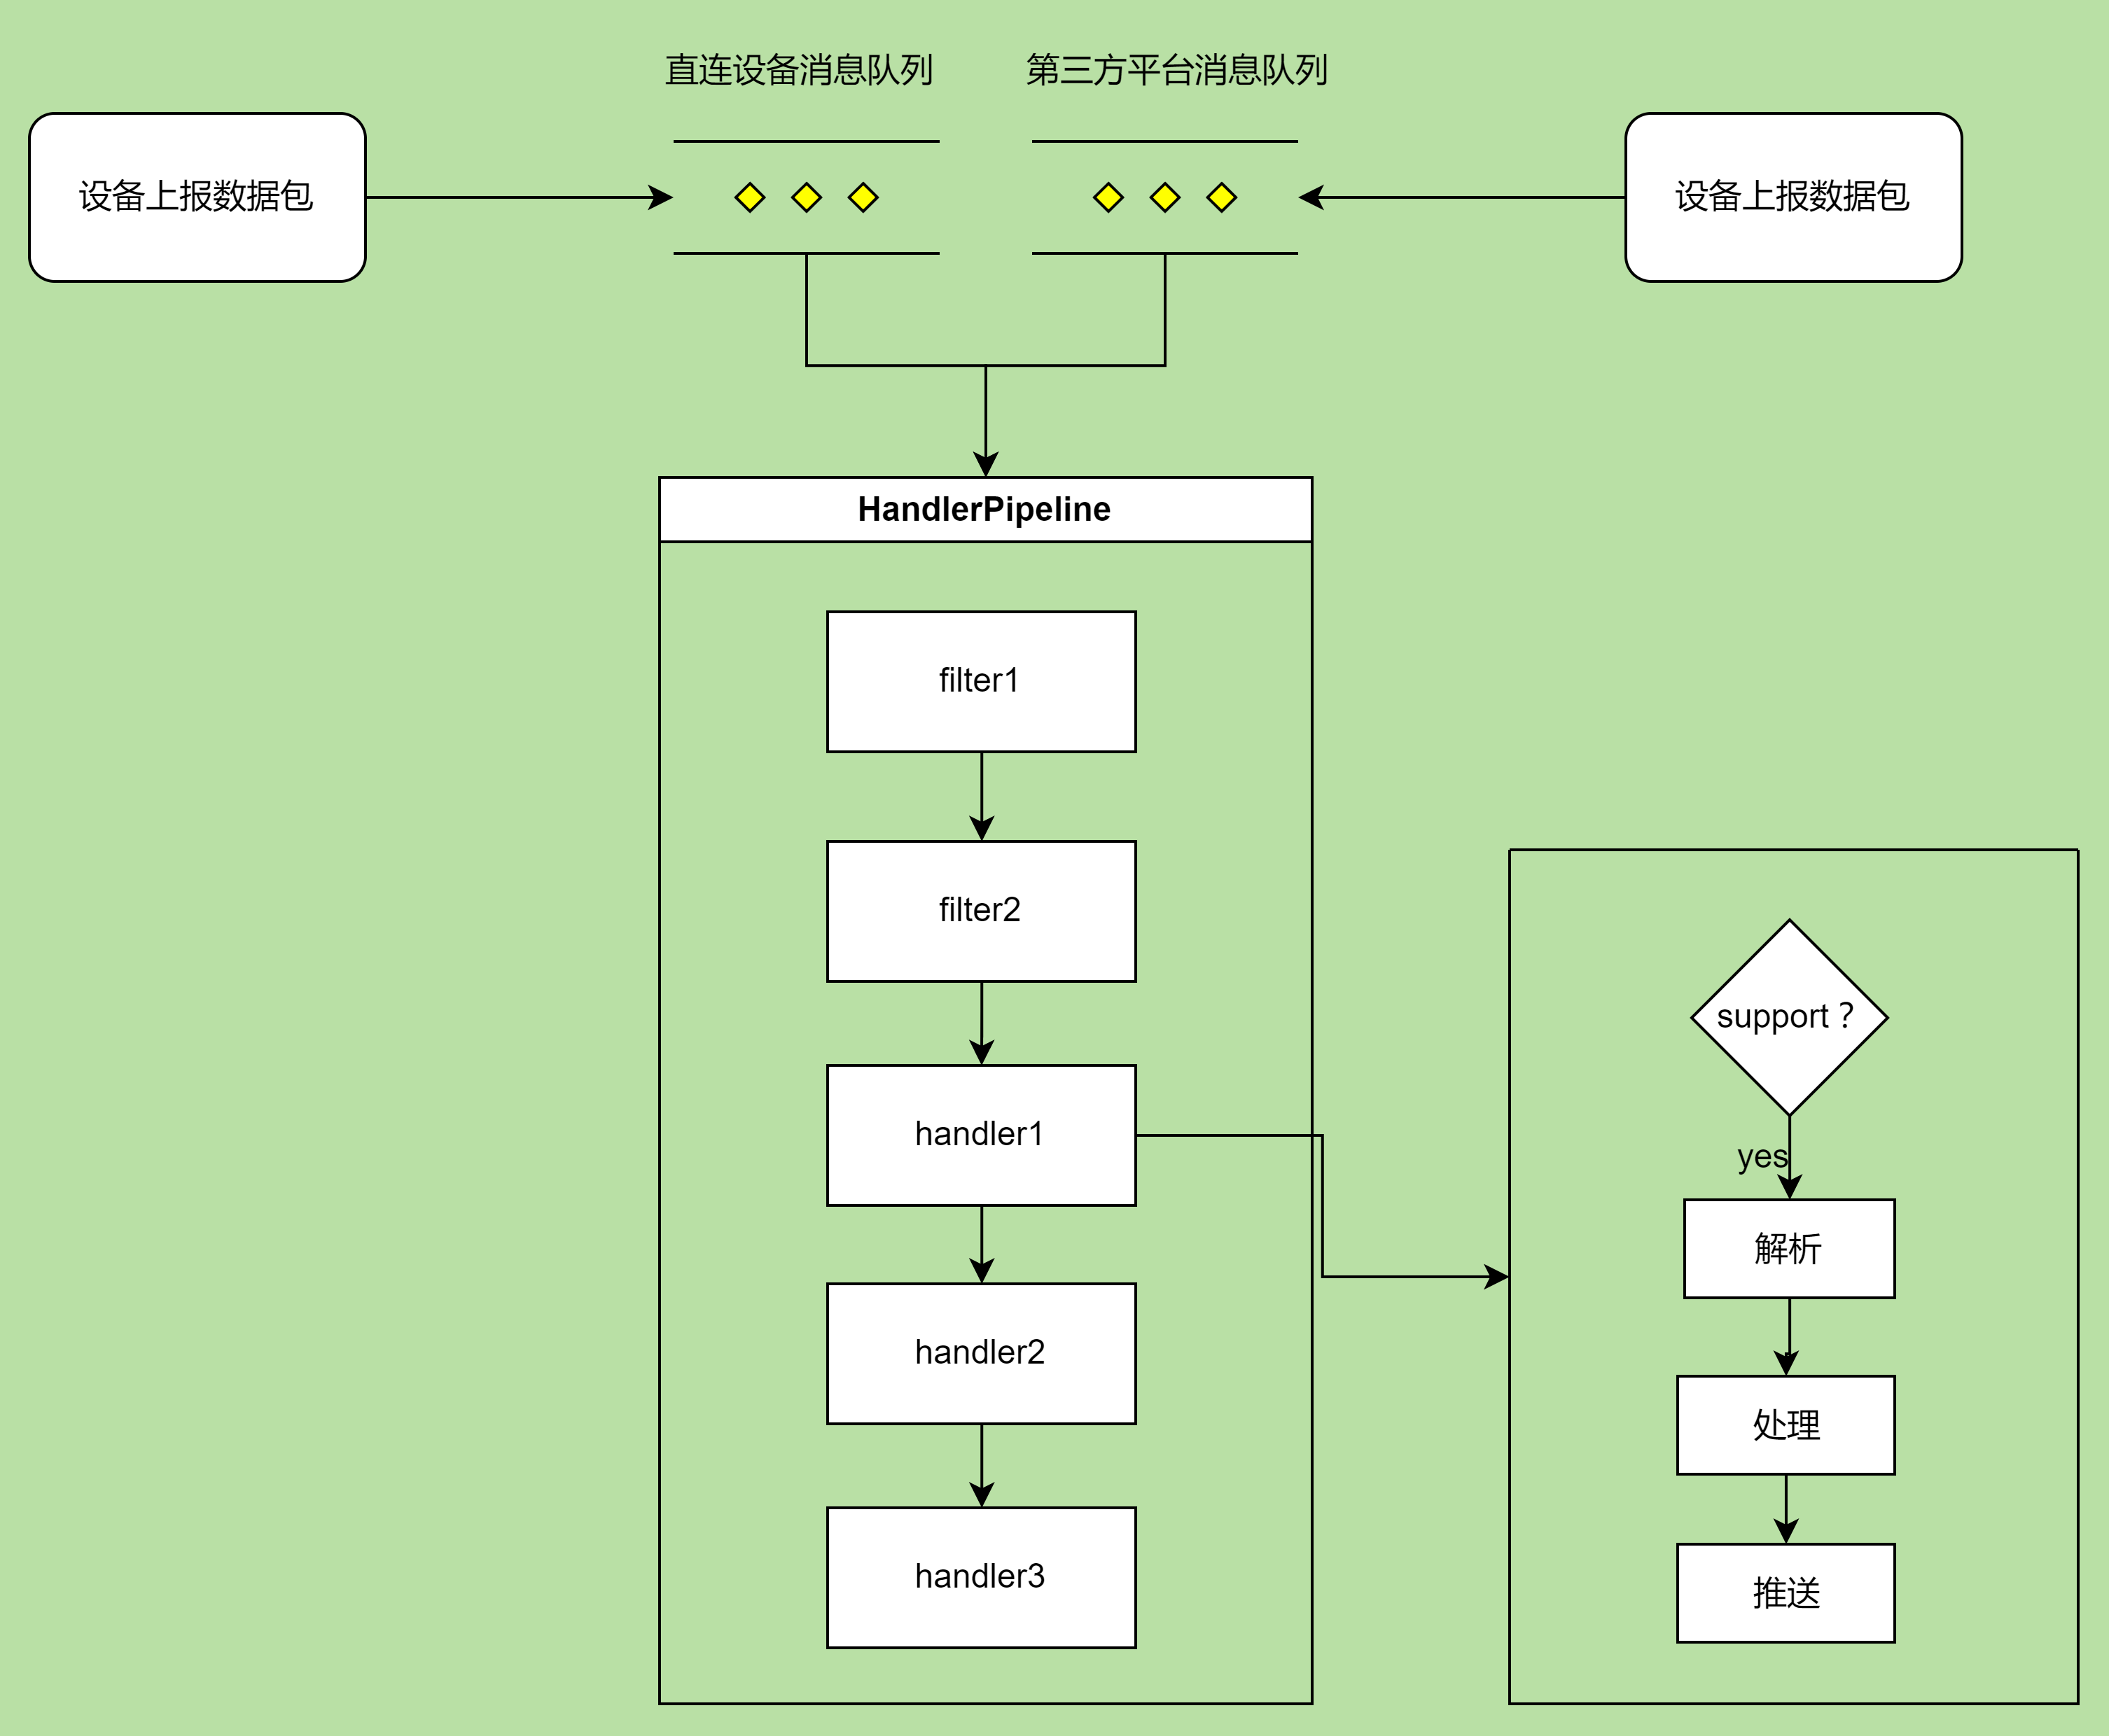 直连设备消息队列
第三方平台消息队列
设备上报数据包
设备上报数据包
HandlerPipeline
filter1
filter2
handler1
handler2
handler3
support？
yes
解析
处理
推送